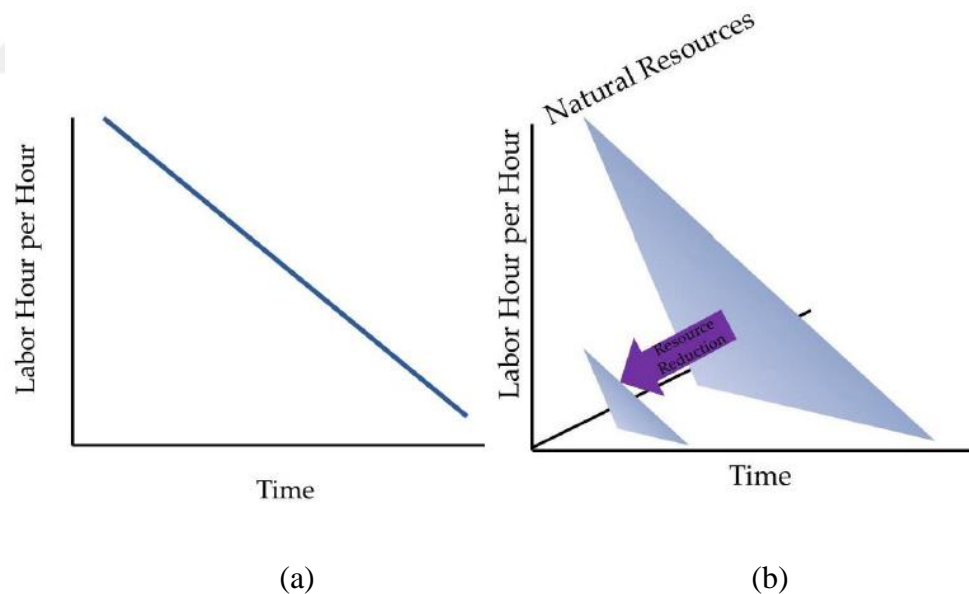 Labor Hour per Hour
Time
(a)
Natural Resources
Labor Hour per Hour
Resource
Reduction
Time
(b)